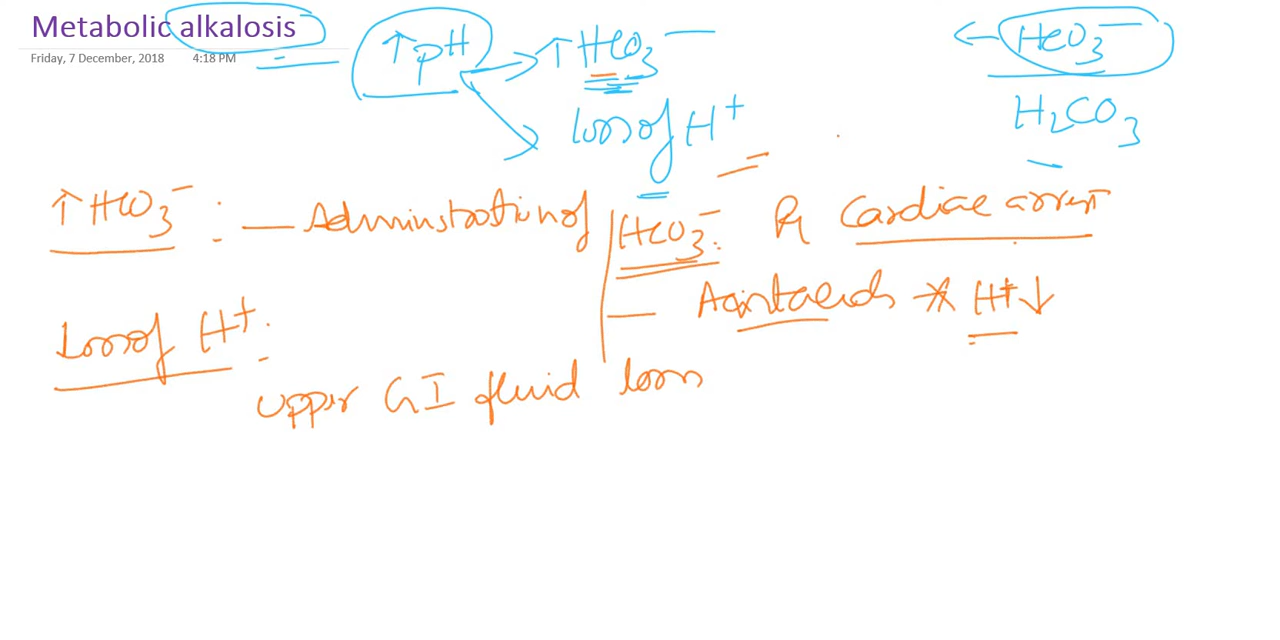 Metabolic alkalosis
Friday, 7 December, 2018 4:18 PM
↑pH → ↑HCO3⁻
Loss of H+
← HCO3⁻
H2CO3
↑HCO3⁻ : — Adminstration of HCO3⁻ : Rx Cardiac arrest
— Antacids * H+↓
Loss of H+ :
upper GI fluid loss